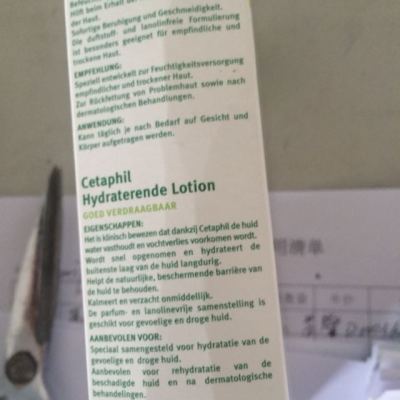 Hilft beim Erhalt der
der Haut.
Sofortige Beruhigung und Geschmeidigkeit.
Die duftstoff- und lanolinfreie Formulierung
ist besonders geeignet für empfindliche und
trockene Haut.
EMPFEHLUNG:
Speziell entwickelt zur Feuchtigkeitsversorgung
empfindlicher und trockener Haut.
Zur Rückfettung von Problemhaut sowie nach
dermatologischen Behandlungen.
ANWENDUNG:
Kann täglich je nach Bedarf auf Gesicht und
Körper aufgetragen werden.
Cetaphil
Hydraterende Lotion
GOED VERDRAAGBAAR
EIGENSCHAPPEN:
Het is klinisch bewezen dat dankzij Cetaphil de huid
water vasthoudt en vochtverlies voorkomen wordt.
Wordt snel opgenomen en hydrateert de
buitenste laag van de huid langdurig.
Helpt de natuurlijke, beschermende barrière van
de huid te behouden.
Kalmeert en verzacht onmiddellijk.
De parfum- en lanolinevrije samenstelling is
geschikt voor gevoelige en droge huid.
AANBEVOLEN VOOR:
Speciaal samengesteld voor hydratatie van de
gevoelige en droge huid.
Aanbevolen voor rehydratatie van de
beschadigde huid en na dermatologische
behandelingen.
明清单